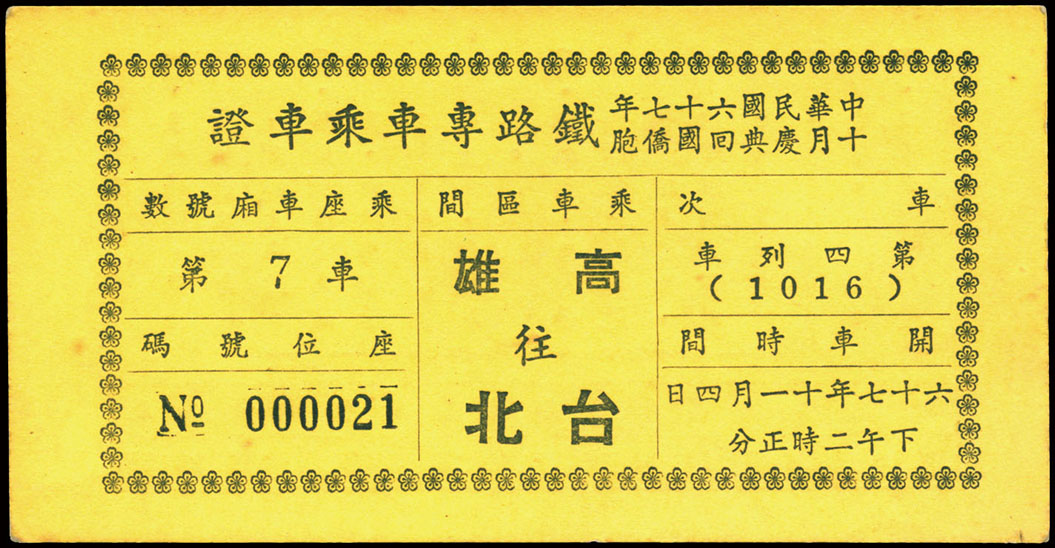 中華民國六十七年
十月慶典回國僑胞
鐵路專車乘車證
車次
第四列車
(1016)
開車時間
六十七年十一月四日
下午二時正分
乘車區間
高雄
往
台北
乘座車廂號數
第 7 車
座位號碼
№ 000021